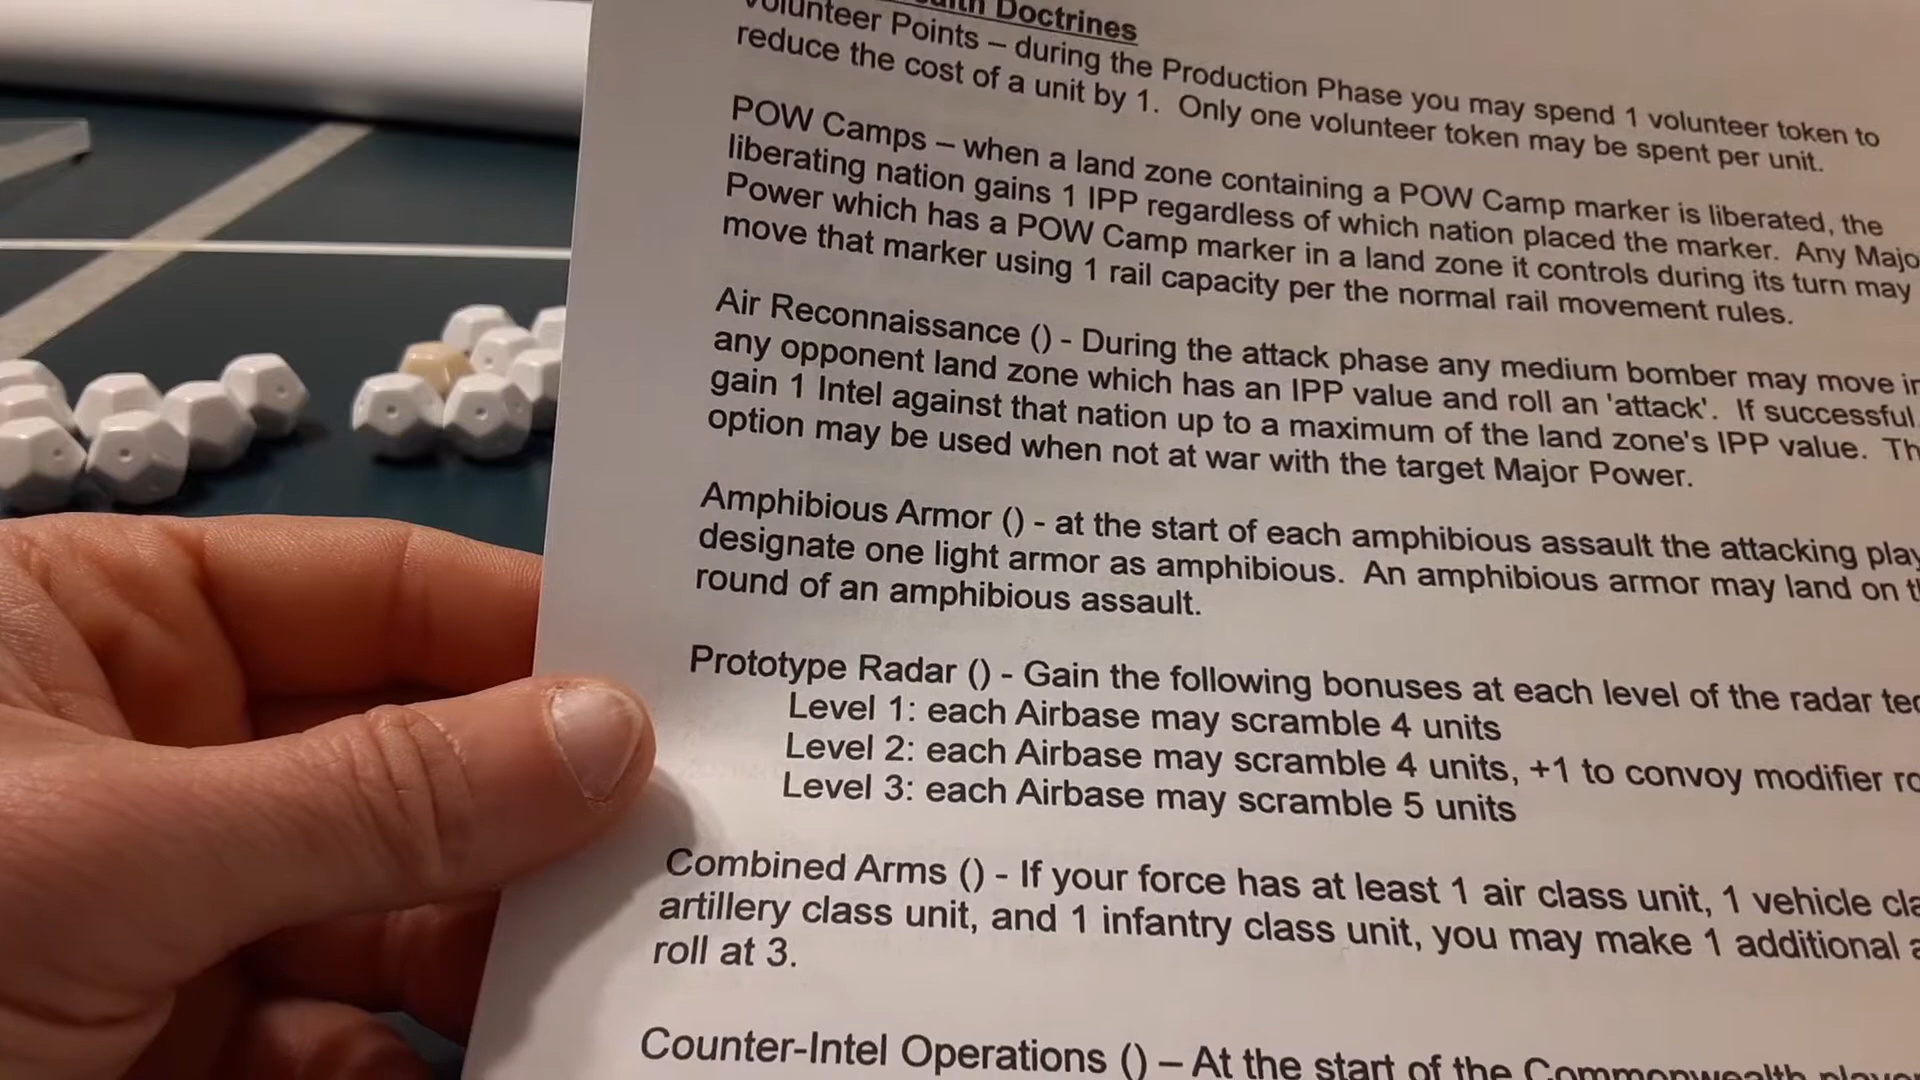 Doctrines
Volunteer Points – during the Production Phase you may spend 1 volunteer token to
reduce the cost of a unit by 1. Only one volunteer token may be spent per unit.
POW Camps – when a land zone containing a POW Camp marker is liberated, the
liberating nation gains 1 IPP regardless of which nation placed the marker. Any Majo
Power which has a POW Camp marker in a land zone it controls during its turn may
move that marker using 1 rail capacity per the normal rail movement rules.
Air Reconnaissance () - During the attack phase any medium bomber may move in
any opponent land zone which has an IPP value and roll an 'attack'. If successful,
gain 1 Intel against that nation up to a maximum of the land zone's IPP value. Th
option may be used when not at war with the target Major Power.
Amphibious Armor () - at the start of each amphibious assault the attacking play
designate one light armor as amphibious. An amphibious armor may land on th
round of an amphibious assault.
Prototype Radar () - Gain the following bonuses at each level of the radar tec
Level 1: each Airbase may scramble 4 units
Level 2: each Airbase may scramble 4 units, +1 to convoy modifier ro
Level 3: each Airbase may scramble 5 units
Combined Arms () - If your force has at least 1 air class unit, 1 vehicle cla
artillery class unit, and 1 infantry class unit, you may make 1 additional a
roll at 3.
Counter-Intel Operations () – At the start of the Commonwealth player